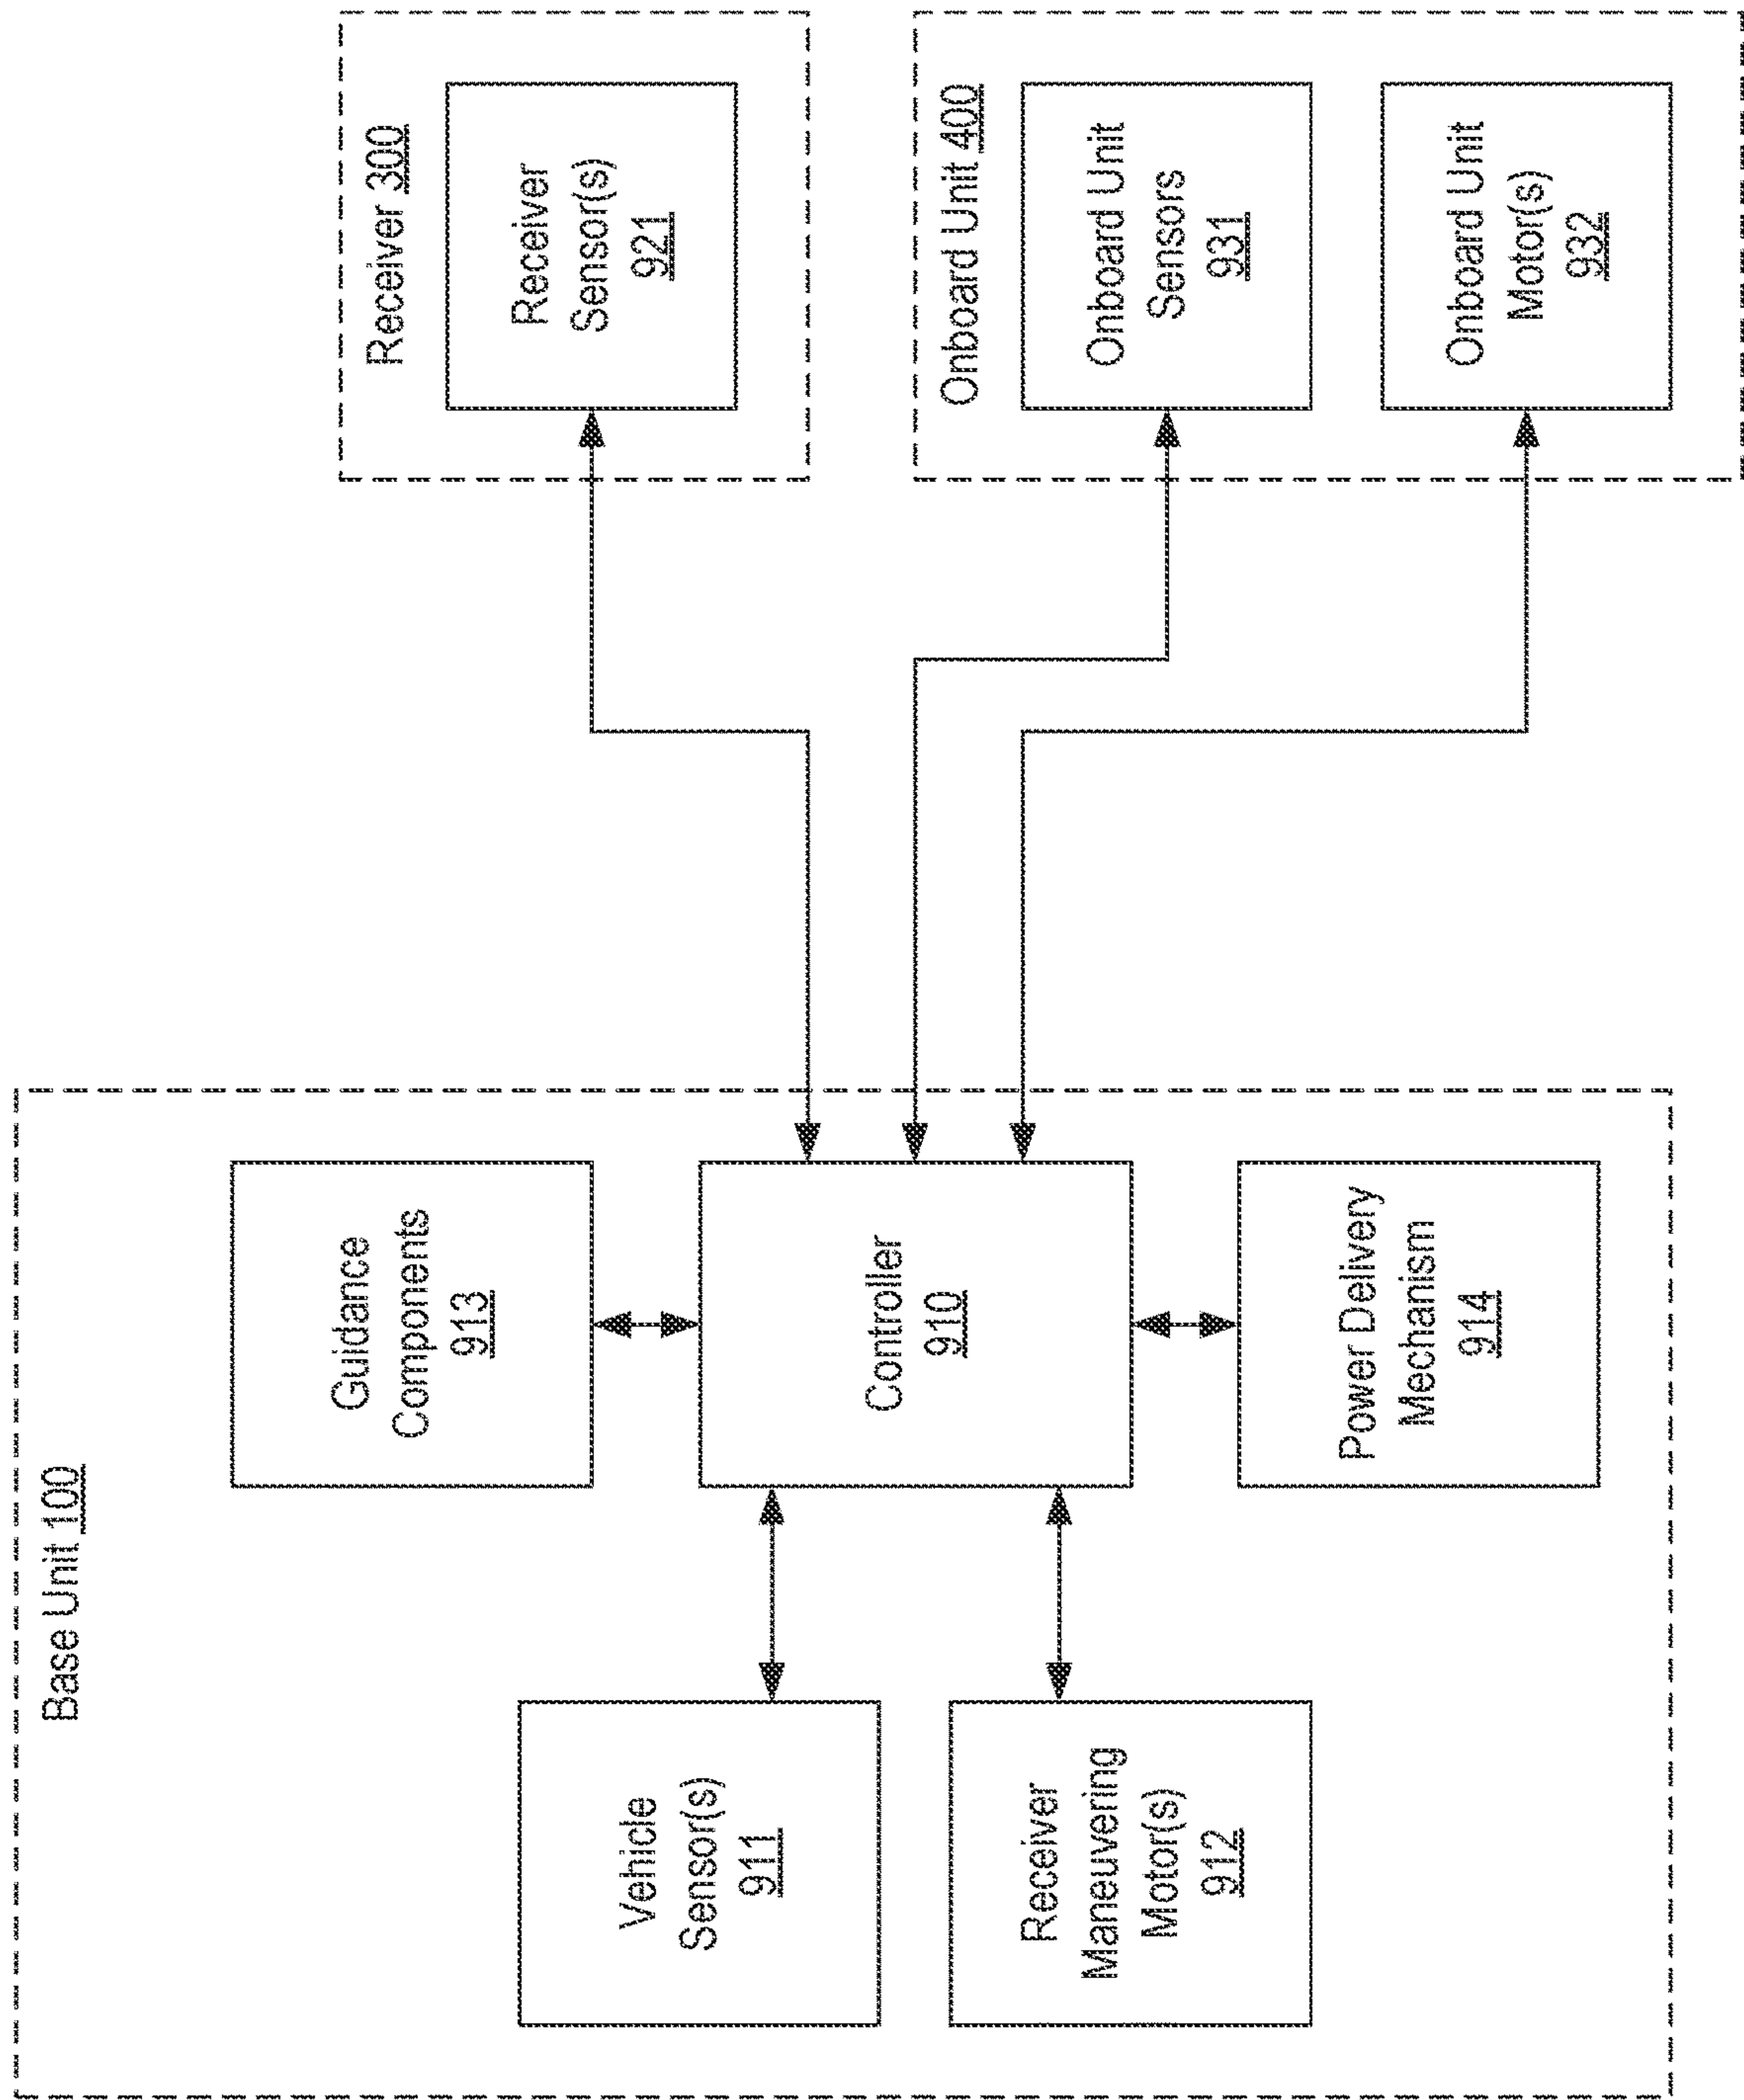 Base Unit 100
Vehicle
Sensor(s)
911
Receiver
Maneuvering
Motor(s)
912
Guidance
Components
913
Controller
910
Power Delivery
Mechanism
914
Receiver 300
Receiver
Sensor(s)
921
Onboard Unit 400
Onboard Unit
Sensors
931
Onboard Unit
Motor(s)
932